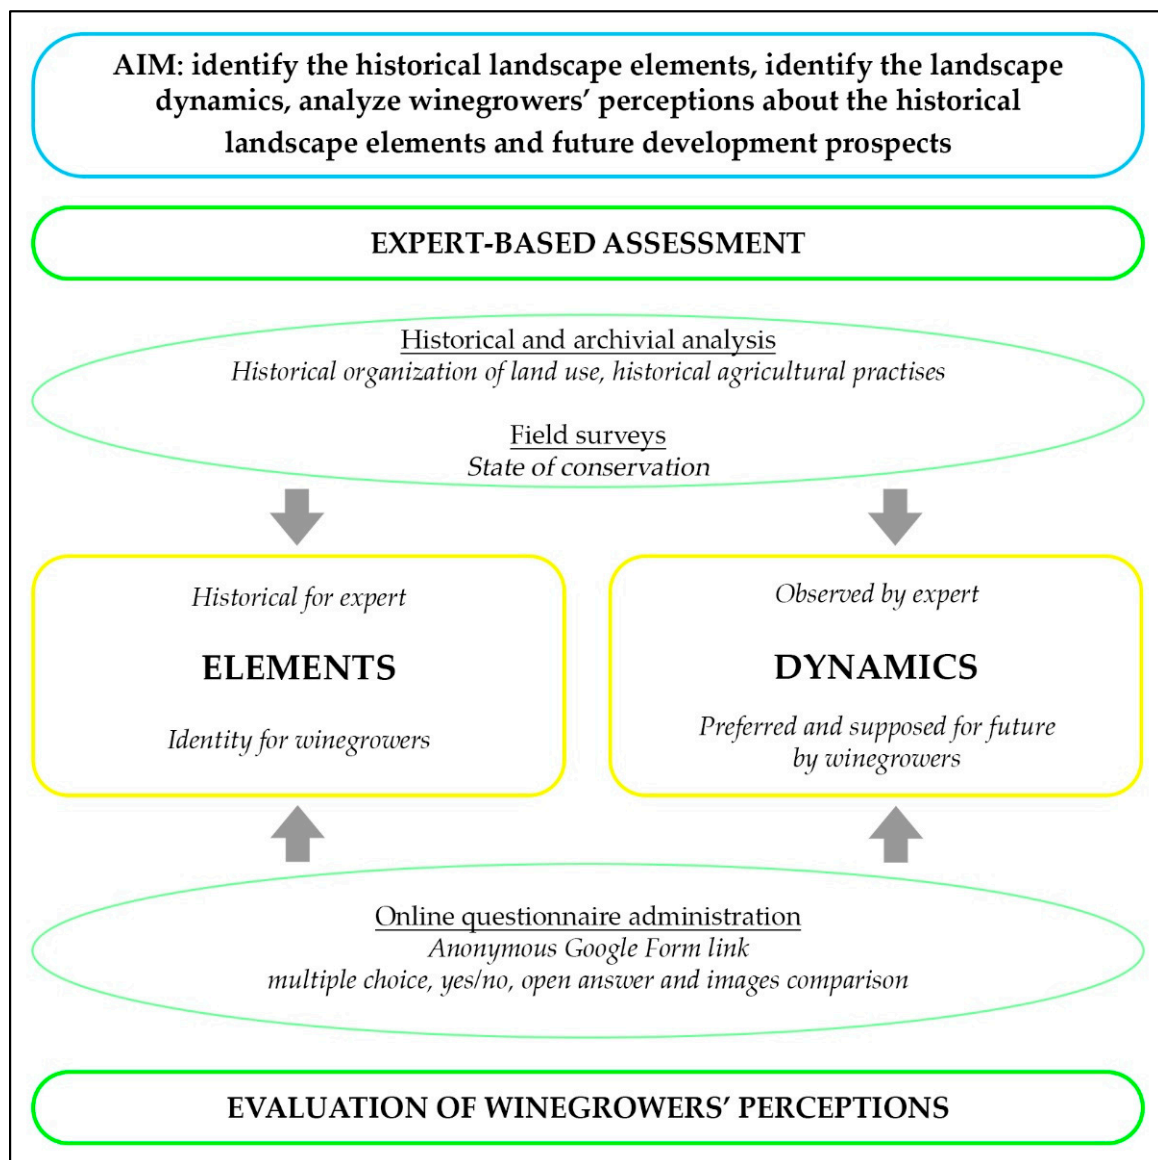 AIM: identify the historical landscape elements, identify the landscape
dynamics, analyze winegrowers’ perceptions about the historical
landscape elements and future development prospects
EXPERT-BASED ASSESSMENT
Historical and archivial analysis
Historical organization of land use, historical agricultural practises
Field surveys
State of conservation
Historical for expert
ELEMENTS
Identity for winegrowers
Observed by expert
DYNAMICS
Preferred and supposed for future
by winegrowers
Online questionnaire administration
Anonymous Google Form link
multiple choice, yes/no, open answer and images comparison
EVALUATION OF WINEGROWERS’ PERCEPTIONS